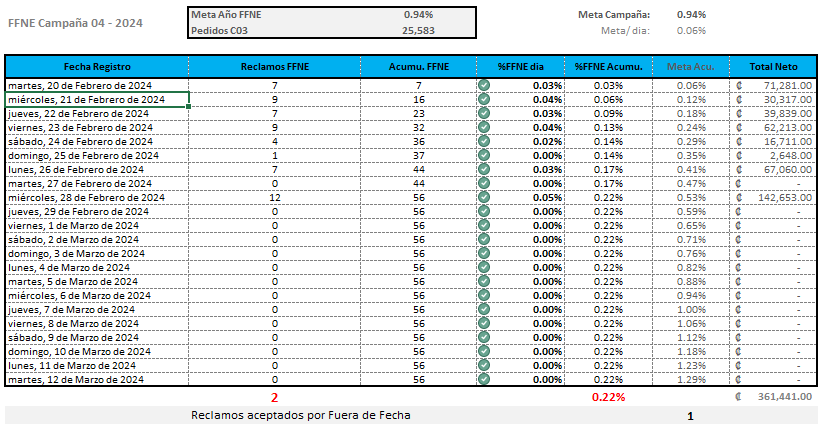 FFNE Campaña 04 - 2024
Meta Año FFNE 0.94%
Pedidos C03 25,583
Meta Campaña: 0.94%
Meta/ dia: 0.06%
Fecha Registro Reclamos FFNE Acumu. FFNE %FFNE dia %FFNE Acumu. Meta Acu. Total Neto
martes, 20 de Febrero de 2024 7 7 0.03% 0.03% 0.06% ₡ 71,281.00
miércoles, 21 de Febrero de 2024 9 16 0.04% 0.06% 0.12% ₡ 30,317.00
jueves, 22 de Febrero de 2024 7 23 0.03% 0.09% 0.18% ₡ 39,839.00
viernes, 23 de Febrero de 2024 9 32 0.04% 0.13% 0.24% ₡ 62,213.00
sábado, 24 de Febrero de 2024 4 36 0.02% 0.14% 0.29% ₡ 16,711.00
domingo, 25 de Febrero de 2024 1 37 0.00% 0.14% 0.35% ₡ 2,648.00
lunes, 26 de Febrero de 2024 7 44 0.03% 0.17% 0.41% ₡ 67,060.00
martes, 27 de Febrero de 2024 0 44 0.00% 0.17% 0.47% ₡ -
miércoles, 28 de Febrero de 2024 12 56 0.05% 0.22% 0.53% ₡ 142,653.00
jueves, 29 de Febrero de 2024 0 56 0.00% 0.22% 0.59% ₡ -
viernes, 1 de Marzo de 2024 0 56 0.00% 0.22% 0.65% ₡ -
sábado, 2 de Marzo de 2024 0 56 0.00% 0.22% 0.71% ₡ -
domingo, 3 de Marzo de 2024 0 56 0.00% 0.22% 0.76% ₡ -
lunes, 4 de Marzo de 2024 0 56 0.00% 0.22% 0.82% ₡ -
martes, 5 de Marzo de 2024 0 56 0.00% 0.22% 0.88% ₡ -
miércoles, 6 de Marzo de 2024 0 56 0.00% 0.22% 0.94% ₡ -
jueves, 7 de Marzo de 2024 0 56 0.00% 0.22% 1.00% ₡ -
viernes, 8 de Marzo de 2024 0 56 0.00% 0.22% 1.06% ₡ -
sábado, 9 de Marzo de 2024 0 56 0.00% 0.22% 1.12% ₡ -
domingo, 10 de Marzo de 2024 0 56 0.00% 0.22% 1.18% ₡ -
lunes, 11 de Marzo de 2024 0 56 0.00% 0.22% 1.23% ₡ -
martes, 12 de Marzo de 2024 0 56 0.00% 0.22% 1.29% ₡ -
2 0.22% ₡ 361,441.00
Reclamos aceptados por Fuera de Fecha 1